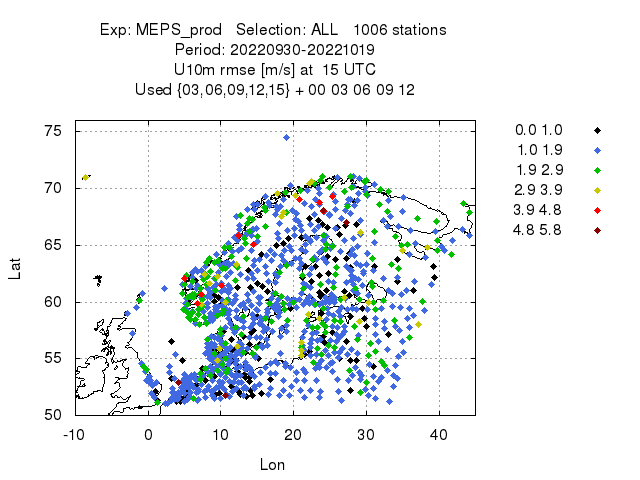 Exp: MEPS_prod Selection: ALL 1006 stations
Period: 20220930-20221019
U10m rmse [m/s] at 15 UTC
Used {03,06,09,12,15} + 00 03 06 09 12
75
70
65
60
55
50
-10 0 10 20 30 40
Lat
Lon
0.0 1.0
1.0 1.9
1.9 2.9
2.9 3.9
3.9 4.8
4.8 5.8